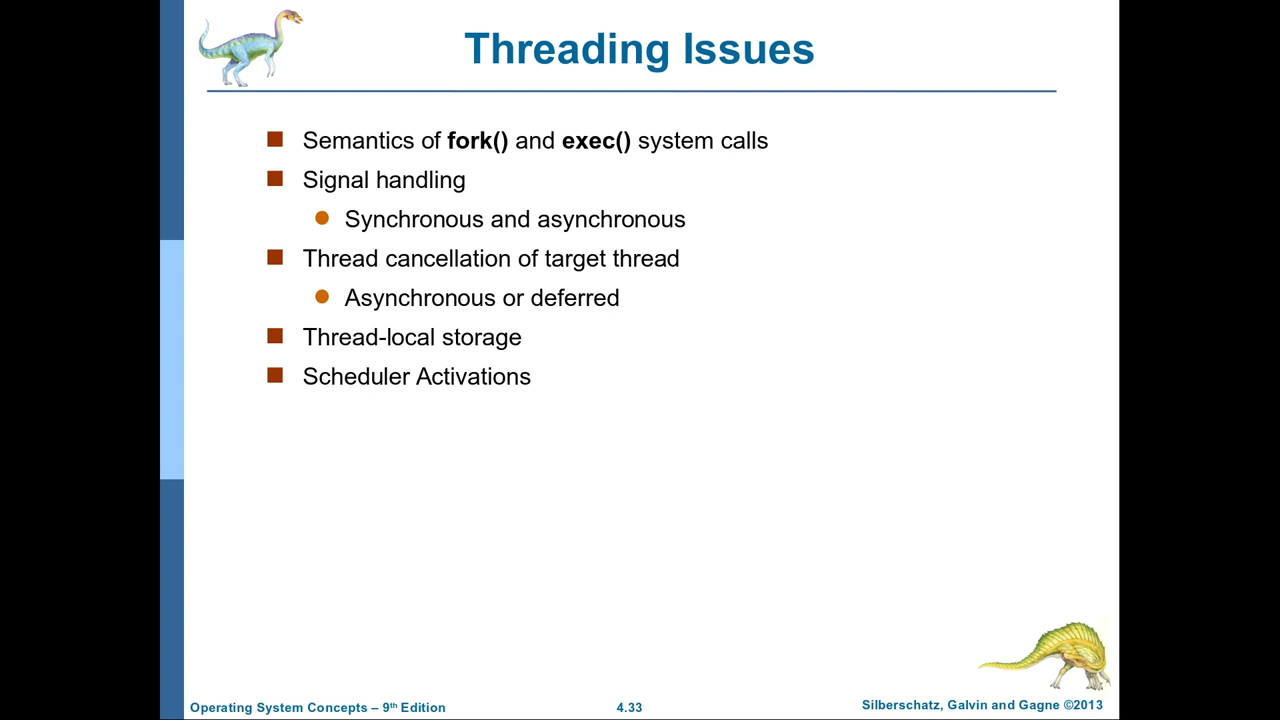 Threading Issues
Semantics of fork() and exec() system calls
Signal handling
Synchronous and asynchronous
Thread cancellation of target thread
Asynchronous or deferred
Thread-local storage
Scheduler Activations
Operating System Concepts – 9th Edition
4.33
Silberschatz, Galvin and Gagne ©2013